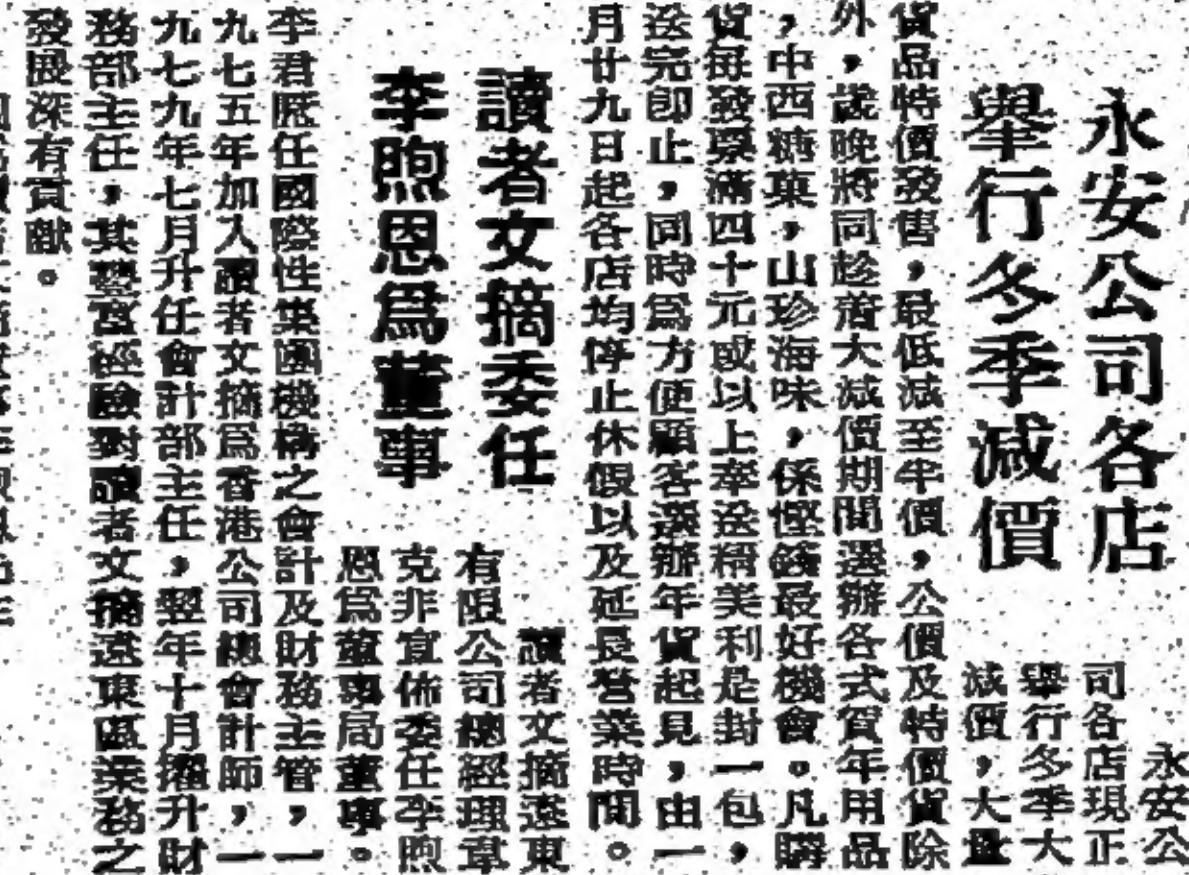 永安公司各店
舉行冬季減價
永安公
司各店現正
舉行冬季大
減價，大量
貨品特價發售，最低減至半價，公價及特價貨除
外，歲晚將同趁着大減價期間選辦各式賀年用品
，中西糖菓，山珍海味，係慳錢最好機會。凡購
貨每發票滿四十元或以上奉送精美利是封一包，
送完即止，同時為方便顧客選辦年貨起見，由一
月廿九日起各店均停止休假以及延長營業時間。
讀者文摘委任
李煦恩爲董事
讀者文摘遠東
有限公司總經理韋
克非宣佈委任李煦
恩爲董事局董事。
李君歷任國際性集團機構之會計及財務主管，一
九七五年加入讀者文摘爲香港公司總會計師，一
九七九年七月升任會計部主任，翌年十月擢升財
務部主任，其豐富經驗對讀者文摘遠東區業務之
發展深有貢獻。